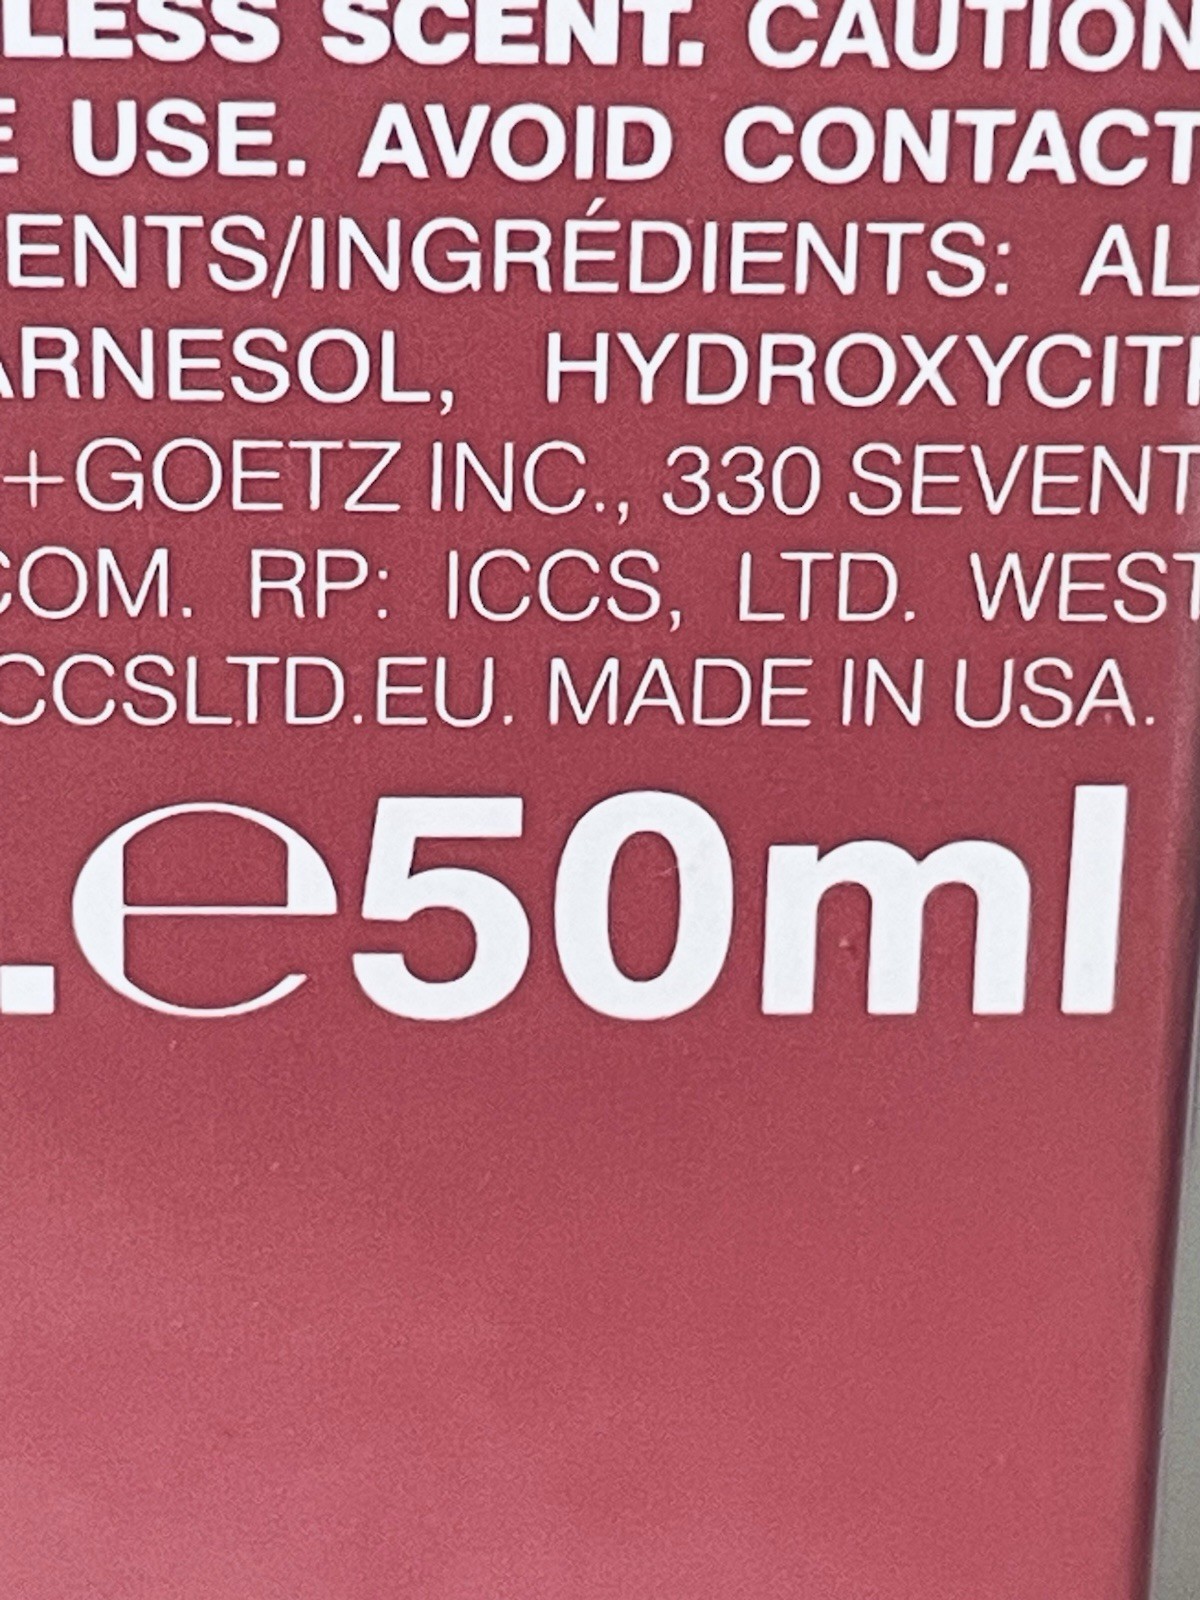 LESS SCENT. CAUTION
E USE. AVOID CONTACT
ENTS/INGRÉDIENTS: AL
ARNESOL, HYDROXYCIT
+GOETZ INC., 330 SEVENT
COM. RP: ICCS, LTD. WEST
CCSLTD.EU. MADE IN USA.
.℮50ml